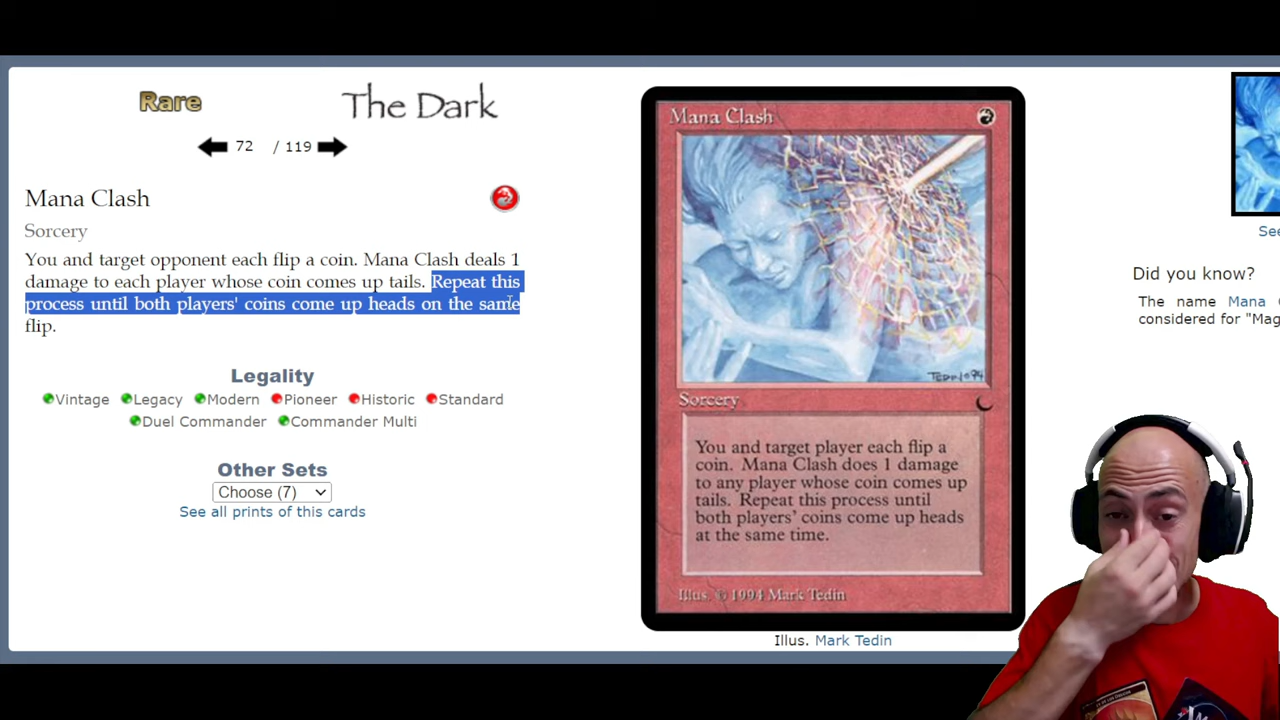 Rare
The Dark
72 / 119
Mana Clash
Sorcery
You and target opponent each flip a coin. Mana Clash deals 1
damage to each player whose coin comes up tails. Repeat this
process until both players' coins come up heads on the same
flip.
Legality
Vintage Legacy Modern Pioneer Historic Standard
Duel Commander Commander Multi
Other Sets
Choose (7)
See all prints of this cards
Mana Clash
TEDIN©94
Sorcery
You and target player each flip a
coin. Mana Clash does 1 damage
to any player whose coin comes up
tails. Repeat this process until
both players' coins come up heads
at the same time.
Illus. © 1994 Mark Tedin
Illus. Mark Tedin
See
Did you know?
The name Mana
considered for "Mag